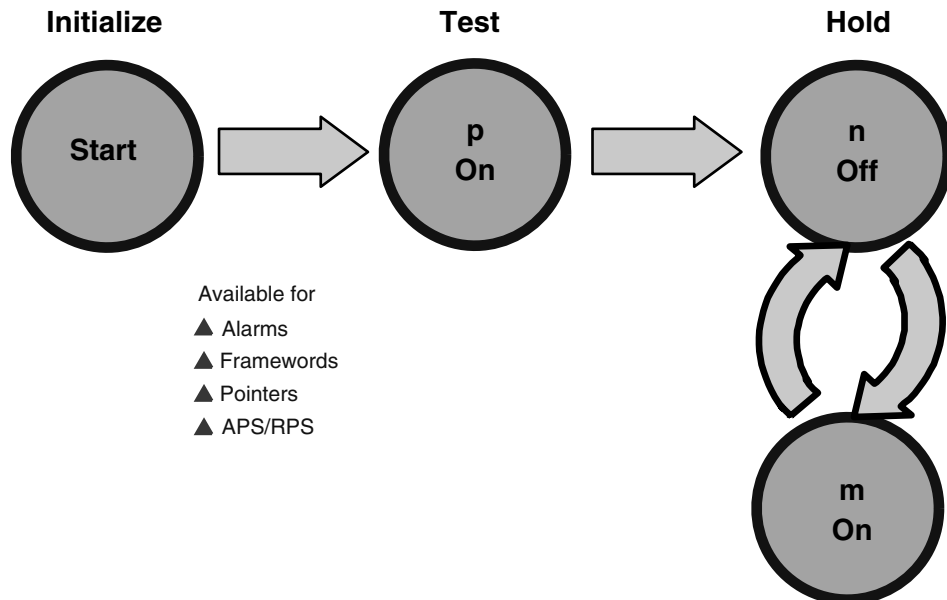 Initialize
Test
Hold
Start
p
On
n
Off
Available for
Alarms
Framewords
Pointers
APS/RPS
m
On